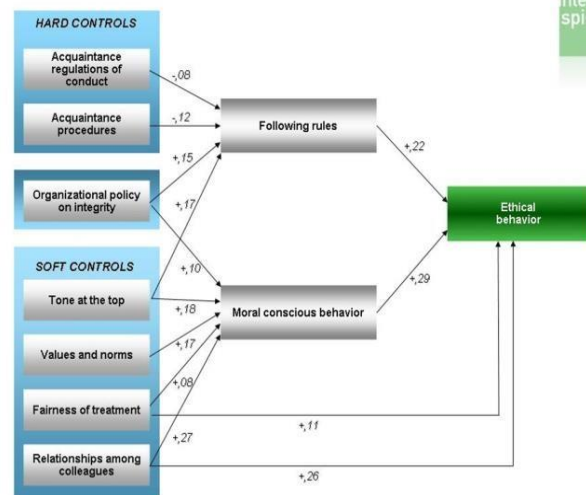 HARD CONTROLS
Acquaintance
regulations of
conduct
Acquaintance
procedures
Organizational policy
on integrity
SOFT CONTROLS
Tone at the top
Values and norms
Fairness of treatment
Relationships among
colleagues
-,08
-,12
+,15
+,17
+,10
+,18
+,17
+,08
+,27
Following rules
Moral conscious behavior
+,22
+,29
+,11
+,26
Ethical
behavior